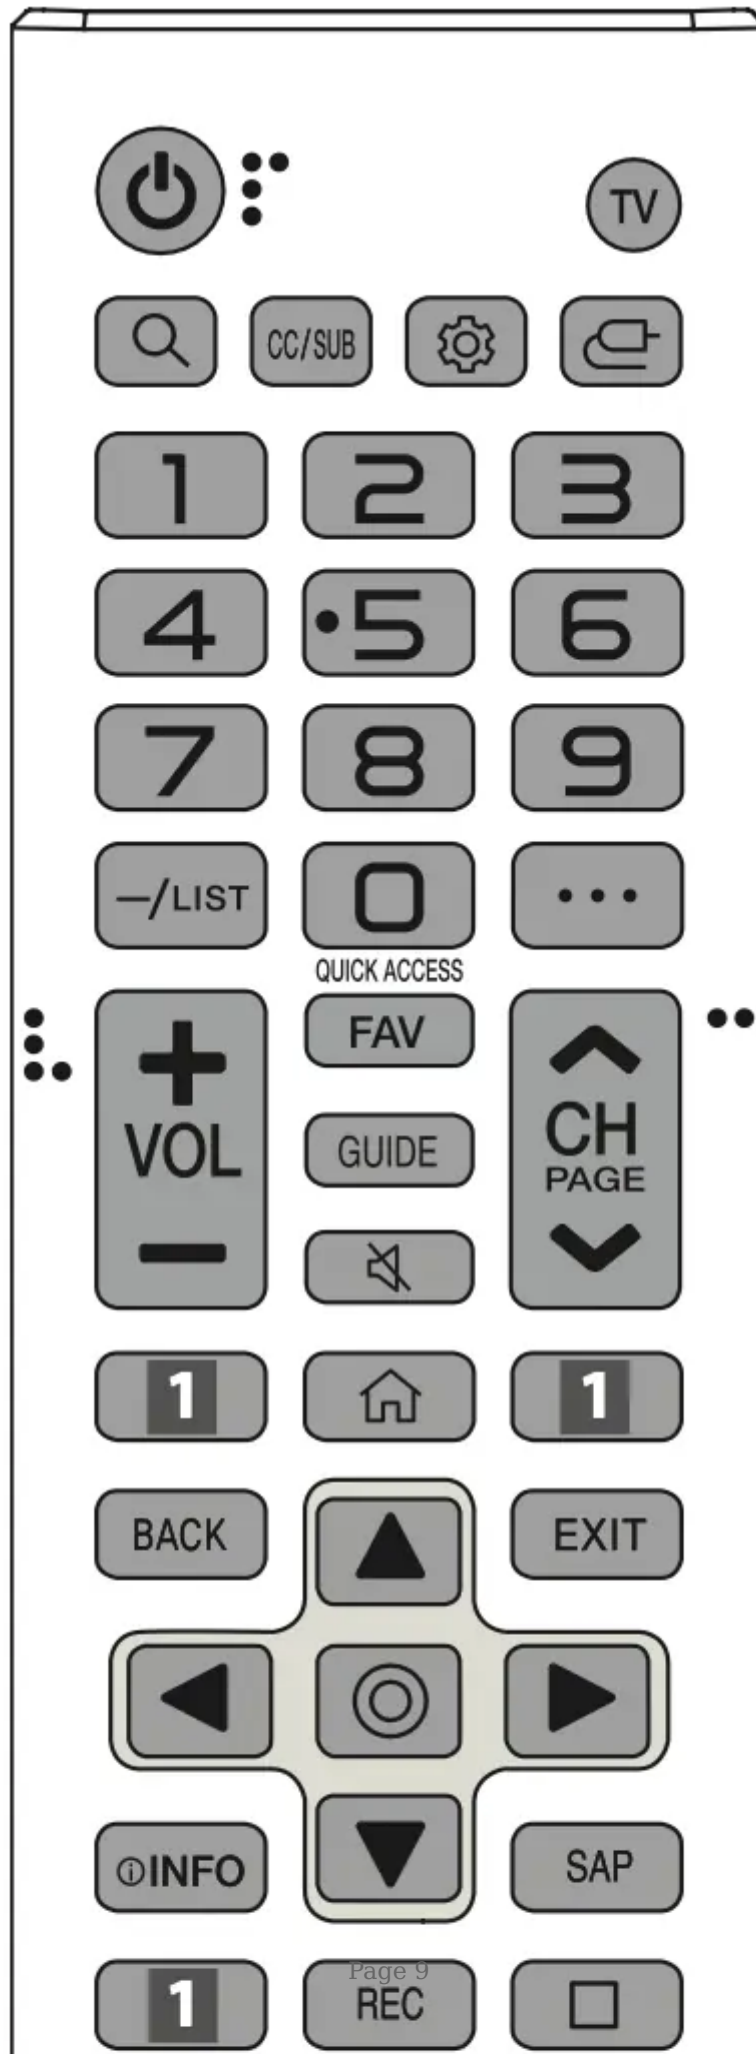 TV
CC/SUB
1 2 3
4 5 6
7 8 9
–/LIST 0 ...
QUICK ACCESS
FAV
VOL
CH
PAGE
GUIDE
1 1
BACK EXIT
INFO SAP
Page 9
1 REC